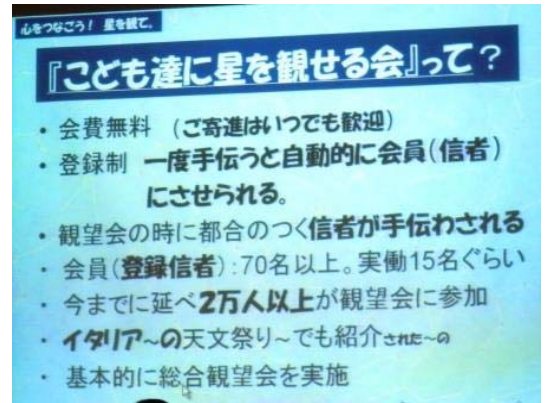 心をつなごう! 星を観て。
『こども達に星を観せる会』って?
・会費無料 (ご寄進はいつでも歓迎)
・登録制 一度手伝うと自動的に会員(信者)
にさせられる。
・観望会の時に都合のつく信者が手伝わされる
・会員(登録信者):70名以上。実働15名ぐらい
・今までに延べ2万人以上が観望会に参加
・イタリア~の天文祭り~でも紹介された~の
・基本的に総合観望会を実施